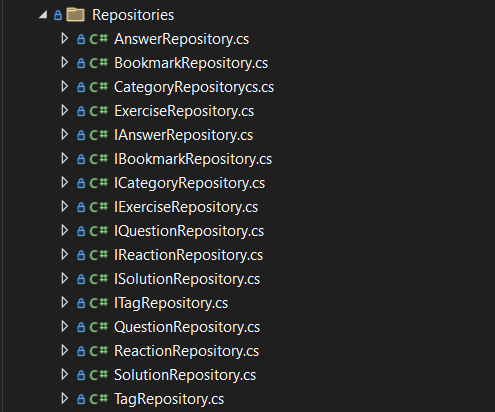 Repositories
C# AnswerRepository.cs
C# BookmarkRepository.cs
C# CategoryRepositorycs.cs
C# ExerciseRepository.cs
C# IAnswerRepository.cs
C# IBookmarkRepository.cs
C# ICategoryRepository.cs
C# IExerciseRepository.cs
C# IQuestionRepository.cs
C# IReactionRepository.cs
C# ISolutionRepository.cs
C# ITagRepository.cs
C# QuestionRepository.cs
C# ReactionRepository.cs
C# SolutionRepository.cs
C# TagRepository.cs